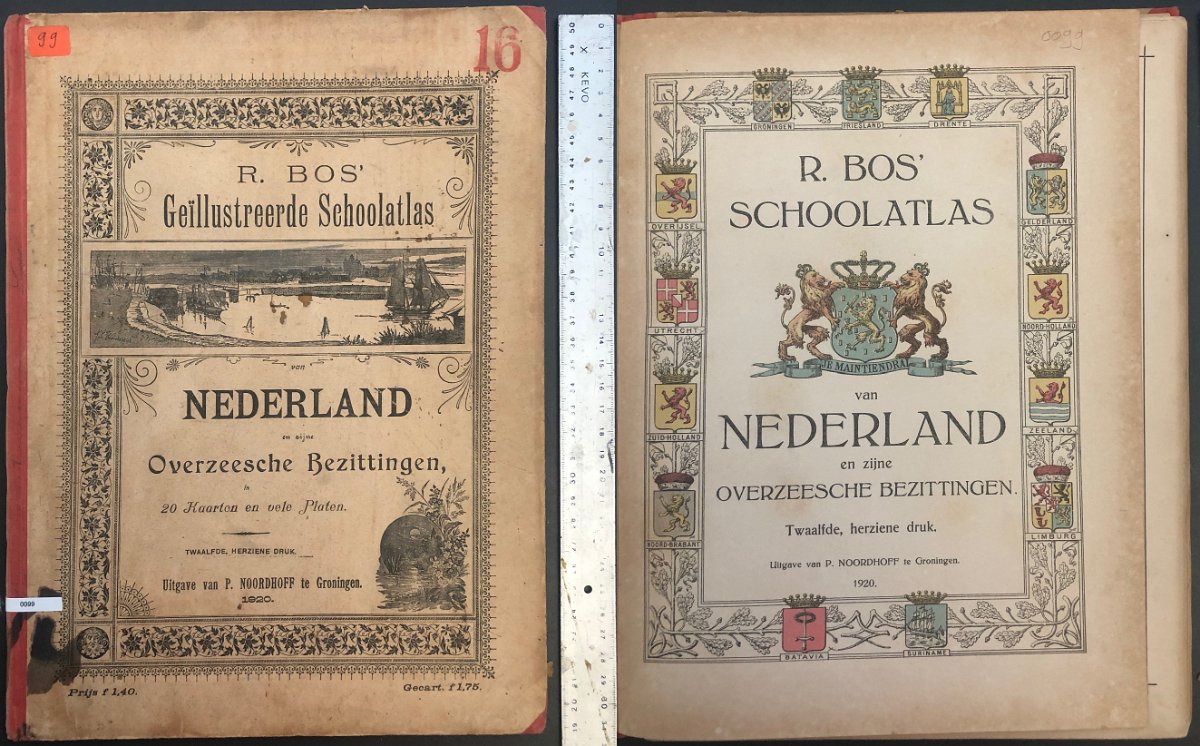 99
16
R. BOS'
Geïllustreerde Schoolatlas
van
NEDERLAND
en zijne
Overzeesche Bezittingen,
in
20 Kaarten en vele Platen.
TWAALFDE, HERZIENE DRUK.
Uitgave van P. NOORDHOFF te Groningen.
1920.
0099
Prijs f 1,40.
Gecart. f 1,75.
KEVO
0099
GRONINGEN
FRIESLAND
DRENTE
OVERIJSEL
GELDERLAND
UTRECHT
NOORD-HOLLAND
ZUID-HOLLAND
ZEELAND
NOORD-BRABANT
LIMBURG
R. BOS'
SCHOOLATLAS
JE MAINTIENDRAI
van
NEDERLAND
en zijne
OVERZEESCHE BEZITTINGEN.
Twaalfde, herziene druk.
Uitgave van P. NOORDHOFF te Groningen.
1920.
BATAVIA
SURINAME